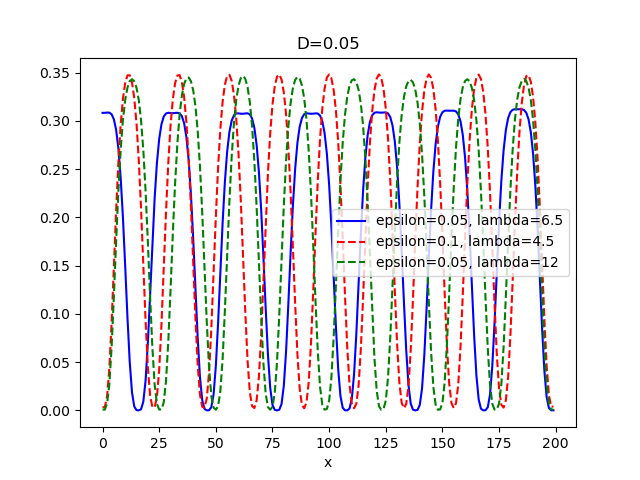 D=0.05
0.35
0.30
0.25
0.20
0.15
0.10
0.05
0.00
epsilon=0.05, lambda=6.5
epsilon=0.1, lambda=4.5
epsilon=0.05, lambda=12
0 25 50 75 100 125 150 175 200
x